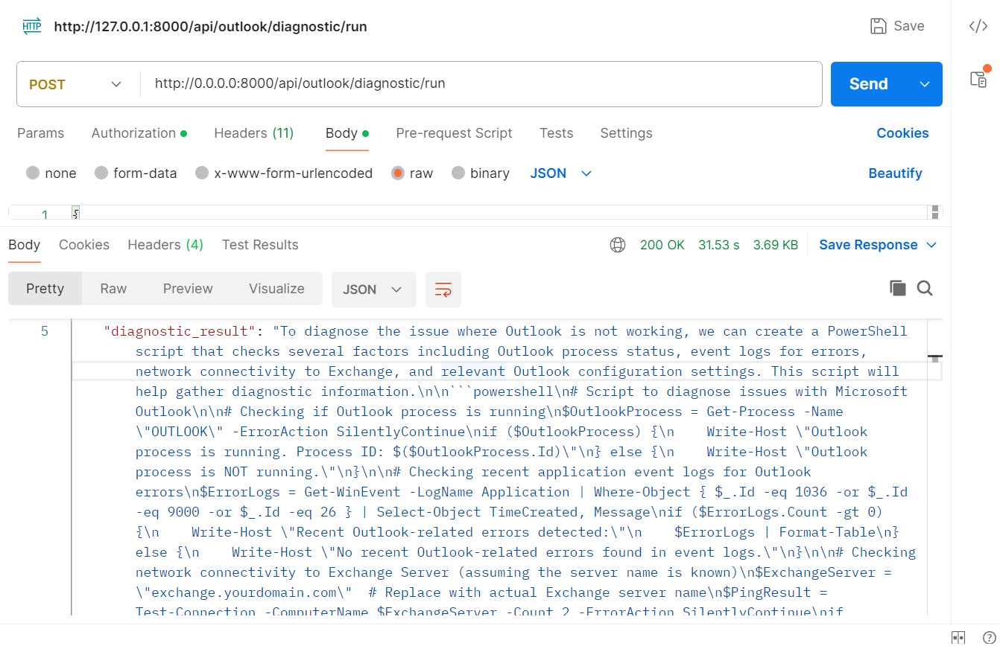 HTTP http://127.0.0.1:8000/api/outlook/diagnostic/run Save </>
POST http://0.0.0.0:8000/api/outlook/diagnostic/run Send
Params Authorization Headers (11) Body Pre-request Script Tests Settings Cookies
none form-data x-www-form-urlencoded raw binary JSON Beautify
1 {
Body Cookies Headers (4) Test Results 200 OK 31.53 s 3.69 KB Save Response
Pretty Raw Preview Visualize JSON
5 "diagnostic_result": "To diagnose the issue where Outlook is not working, we can create a PowerShell
script that checks several factors including Outlook process status, event logs for errors,
network connectivity to Exchange, and relevant Outlook configuration settings. This script will
help gather diagnostic information.\n\n```powershell\n# Script to diagnose issues with Microsoft
Outlook\n\n# Checking if Outlook process is running\n$OutlookProcess = Get-Process -Name
\"OUTLOOK\" -ErrorAction SilentlyContinue\nif ($OutlookProcess) {\n    Write-Host \"Outlook
process is running. Process ID: $($OutlookProcess.Id)\"\n} else {\n    Write-Host \"Outlook
process is NOT running.\"\n}\n\n# Checking recent application event logs for Outlook
errors\n$ErrorLogs = Get-WinEvent -LogName Application | Where-Object { $_.Id -eq 1036 -or $_.Id
-eq 9000 -or $_.Id -eq 26 } | Select-Object TimeCreated, Message\nif ($ErrorLogs.Count -gt 0)
{\n    Write-Host \"Recent Outlook-related errors detected:\"\n    $ErrorLogs | Format-Table\n}
else {\n    Write-Host \"No recent Outlook-related errors found in event logs.\"\n}\n\n# Checking
network connectivity to Exchange Server (assuming the server name is known)\n$ExchangeServer =
\"exchange.yourdomain.com\"  # Replace with actual Exchange server name\n$PingResult =
Test-Connection -ComputerName $ExchangeServer -Count 2 -ErrorAction SilentlyContinue\nif